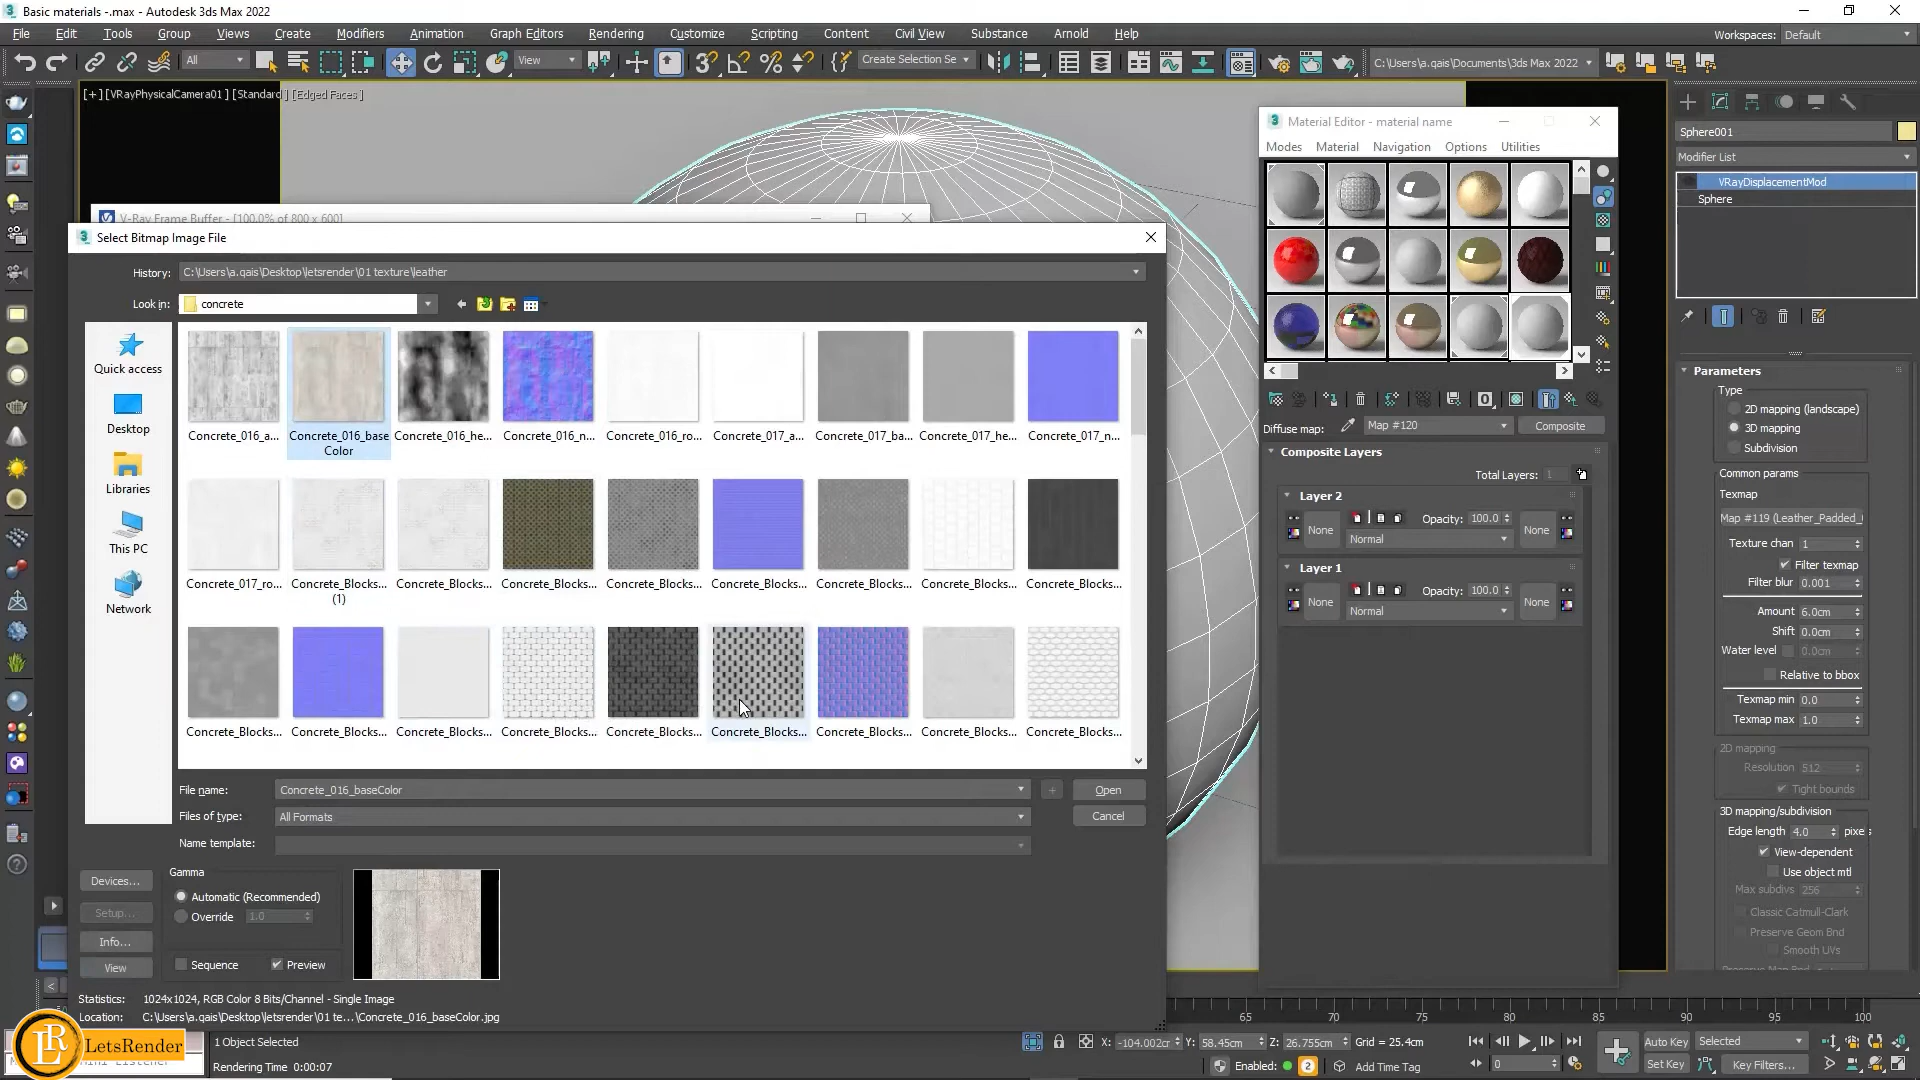 Basic materials -.max - Autodesk 3ds Max 2022
File Edit Tools Group Views Create Modifiers Animation Graph Editors Rendering Customize Scripting Content Civil View Substance Arnold Help
Workspaces: Default
All View Create Selection Se C:\Users\a.qais\Documents\3ds Max 2022
[+] [VRayPhysicalCamera01] [Standard] [Edged Faces]
V-Ray Frame Buffer - [100.0% of 800 x 600]
Select Bitmap Image File
History: C:\Users\a.qais\Desktop\letsrender\01 texture\leather
Look in: concrete
Quick access
Desktop
Libraries
This PC
Network
Concrete_016_a... Concrete_016_base Concrete_016_he... Concrete_016_n... Concrete_016_ro... Concrete_017_a... Concrete_017_ba... Concrete_017_he... Concrete_017_n...
Color
Concrete_017_ro... Concrete_Blocks... Concrete_Blocks... Concrete_Blocks... Concrete_Blocks... Concrete_Blocks... Concrete_Blocks... Concrete_Blocks... Concrete_Blocks...
(1)
Concrete_Blocks... Concrete_Blocks... Concrete_Blocks... Concrete_Blocks... Concrete_Blocks... Concrete_Blocks... Concrete_Blocks... Concrete_Blocks... Concrete_Blocks...
File name: Concrete_016_baseColor Open
Files of type: All Formats Cancel
Name template:
Devices...
Setup...
Info...
View
Gamma
Automatic (Recommended)
Override 1.0
Sequence Preview
Statistics: 1024x1024, RGB Color 8 Bits/Channel - Single Image
Location: C:\Users\a.qais\Desktop\letsrender\01 te...\Concrete_016_baseColor.jpg
Material Editor - material name
Modes Material Navigation Options Utilities
Diffuse map: Map #120 Composite
Composite Layers
Total Layers: 1
Layer 2
None Opacity: 100.0 None
Normal
Layer 1
None Opacity: 100.0 None
Normal
Sphere001
Modifier List
VRayDisplacementMod
Sphere
Parameters
Type
2D mapping (landscape)
3D mapping
Subdivision
Common params
Texmap
Map #119 (Leather_Padded_
Texture chan 1
Filter texmap
Filter blur 0.001
Amount 6.0cm
Shift 0.0cm
Water level 0.0cm
Relative to bbox
Texmap min 0.0
Texmap max 1.0
2D mapping
Resolution 512
Tight bounds
3D mapping/subdivision
Edge length 4.0 pixels
View-dependent
Use object mtl
Max subdivs 256
Classic Catmull-Clark
Preserve Geom Bnd
Smooth UVs
65 70 75 80 85 90 95 100
LR LetsRender
1 Object Selected
Rendering Time 0:00:07
X: -104.002cm Y: 58.45cm Z: 26.755cm Grid = 25.4cm
Enabled: 2 Add Time Tag
0
Auto Key Selected
Set Key Key Filters...